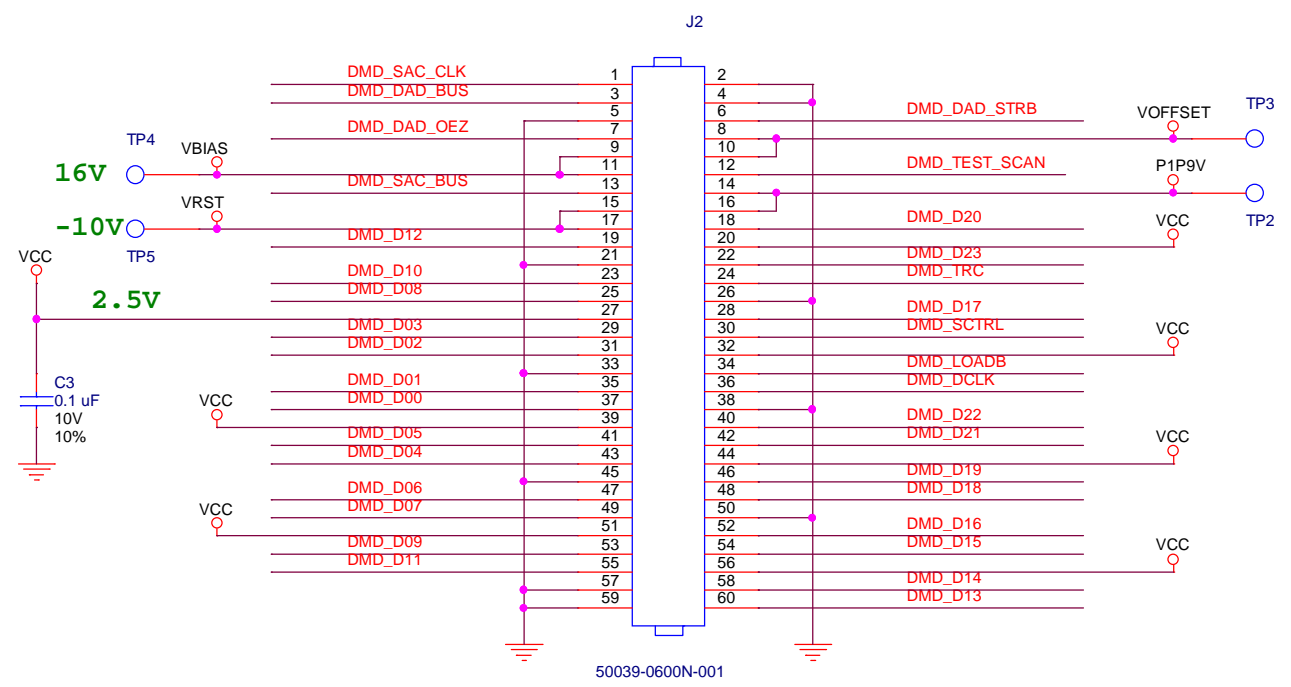 J2
DMD_SAC_CLK 1 2
DMD_DAD_BUS 3 4
5 6 DMD_DAD_STRB
TP3
DMD_DAD_OEZ 7 8 VOFFSET
TP4
VBIAS 9 10
16V 11 12 DMD_TEST_SCAN P1P9V
DMD_SAC_BUS 13 14
VRST 15 16
-10V 17 18 DMD_D20 VCC TP2
DMD_D12 19 20
VCC TP5 21 22 DMD_D23
DMD_D10 23 24 DMD_TRC
2.5V DMD_D08 25 26
27 28 DMD_D17
DMD_D03 29 30 DMD_SCTRL VCC
DMD_D02 31 32
33 34 DMD_LOADB
C3 DMD_D01 35 36 DMD_DCLK
0.1 uF VCC DMD_D00 37 38
10V 39 40 DMD_D22
10% DMD_D05 41 42 DMD_D21 VCC
DMD_D04 43 44
45 46 DMD_D19
DMD_D06 47 48 DMD_D18
VCC DMD_D07 49 50
51 52 DMD_D16
DMD_D09 53 54 DMD_D15 VCC
DMD_D11 55 56
57 58 DMD_D14
59 60 DMD_D13
50039-0600N-001